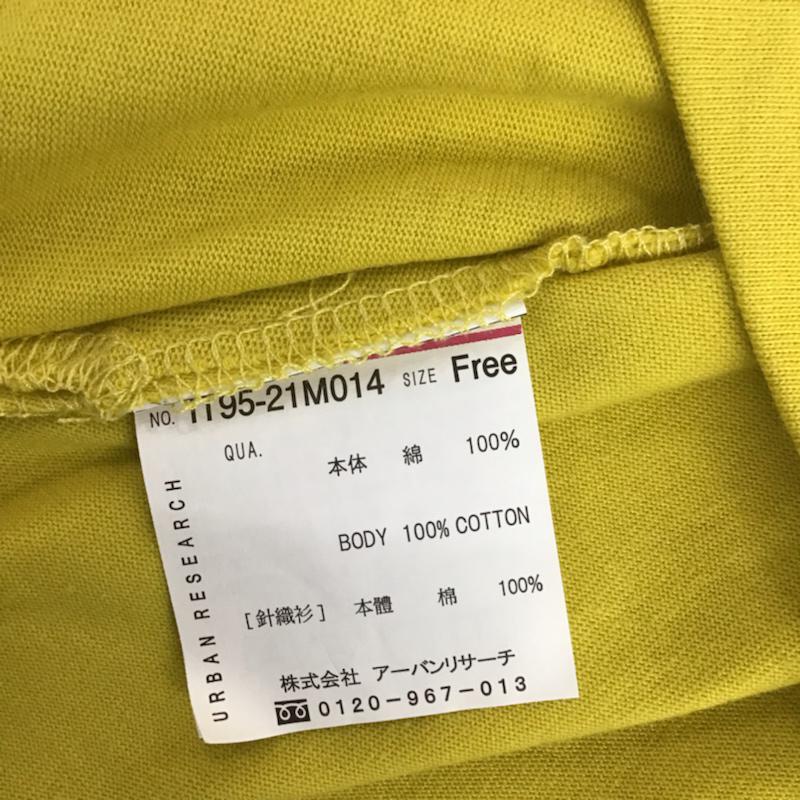 NO. IT95-21M014 SIZE Free
QUA.
本体 綿 100%
BODY 100% COTTON
[針織衫] 本體 棉 100%
株式会社 アーバンリサーチ
0120-967-013
URBAN RESEARCH